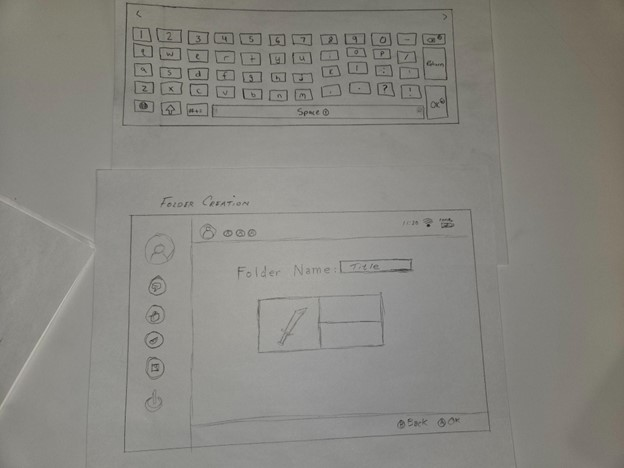 1 2 3 4 5 6 7 8 9 0 -
q w e r t y u i o p /
a s d f g h j k l ; '
Return
z x c v b n m , . ? !
#+=
Space
OK
FOLDER CREATION
Folder Name: Title
Back OK